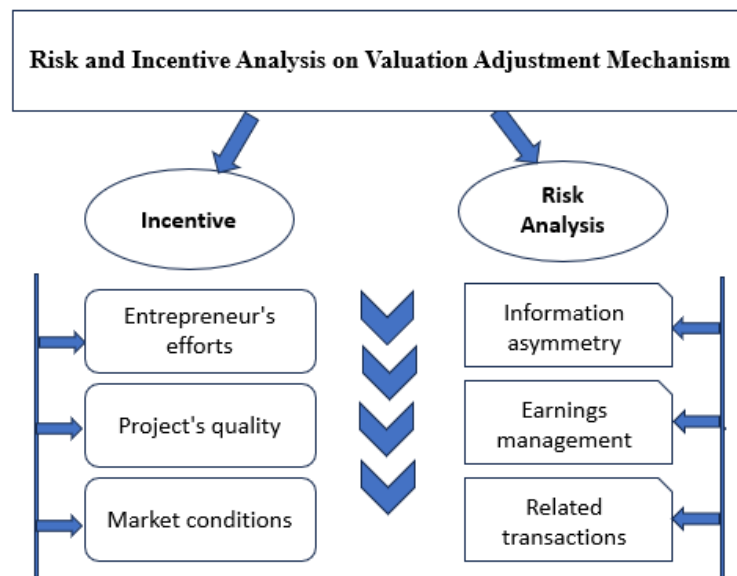 Risk and Incentive Analysis on Valuation Adjustment Mechanism
Incentive
Risk
Analysis
Entrepreneur's
efforts
Project's quality
Market conditions
Information
asymmetry
Earnings
management
Related
transactions